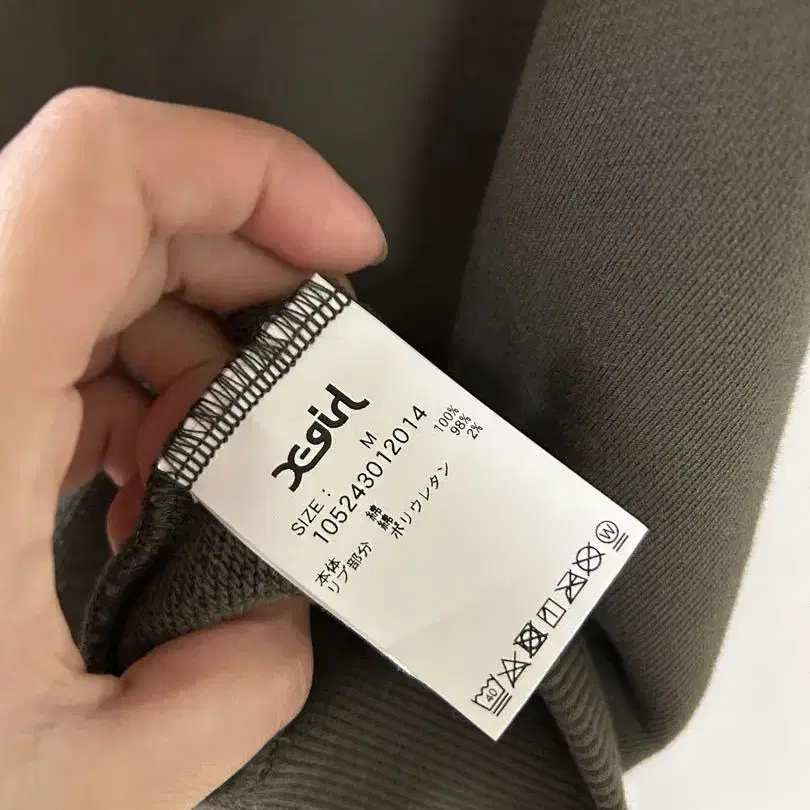 X-girl
SIZE : M
105243012014
本体 綿 100%
リブ部分 綿 98%
ポリウレタン 2%
40
W